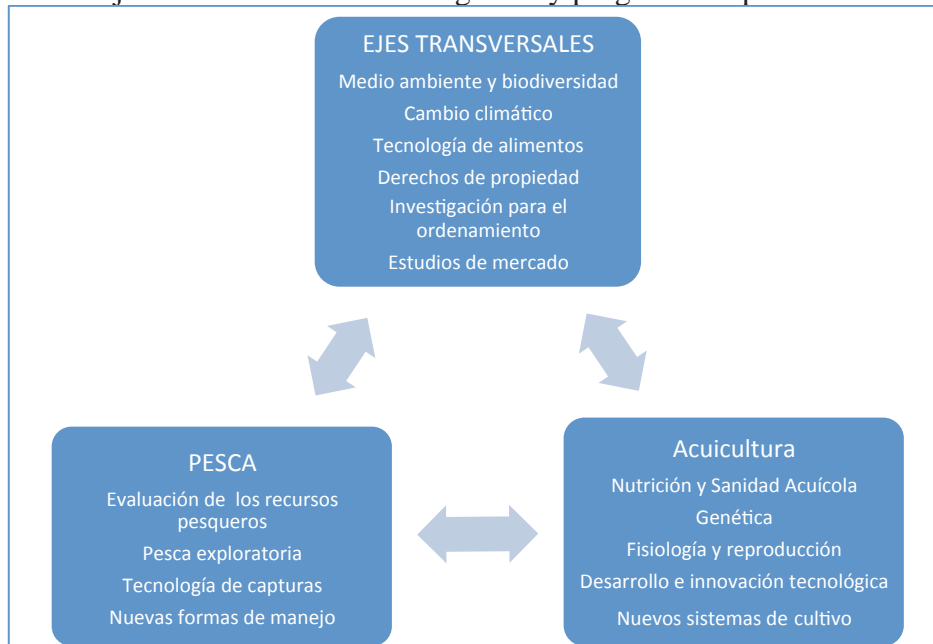 EJES TRANSVERSALES
Medio ambiente y biodiversidad
Cambio climático
Tecnología de alimentos
Derechos de propiedad
Investigación para el
ordenamiento
Estudios de mercado
PESCA
Evaluación de los recursos
pesqueros
Pesca exploratoria
Tecnología de capturas
Nuevas formas de manejo
Acuicultura
Nutrición y Sanidad Acuícola
Genética
Fisiología y reproducción
Desarrollo e innovación tecnológica
Nuevos sistemas de cultivo